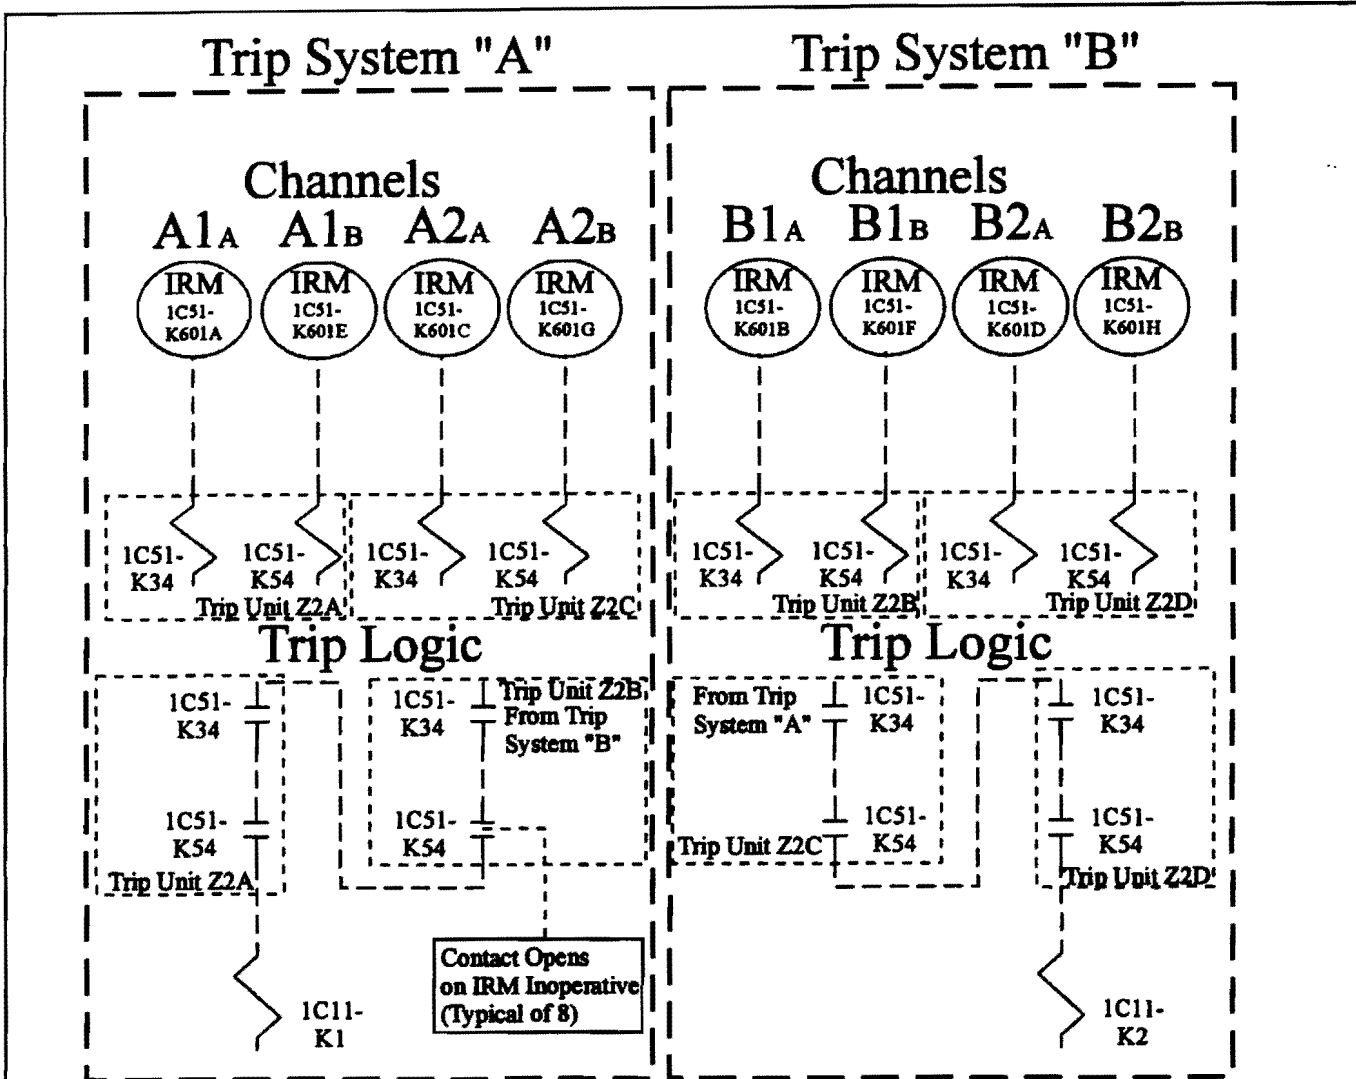 Trip System "A"
Trip System "B"
Channels
A1A A1B A2A A2B
IRM
1C51-
K601A
IRM
1C51-
K601E
IRM
1C51-
K601C
IRM
1C51-
K601G
Channels
B1A B1B B2A B2B
IRM
1C51-
K601B
IRM
1C51-
K601F
IRM
1C51-
K601D
IRM
1C51-
K601H
1C51-
K34
1C51-
K54
Trip Unit Z2A
1C51-
K34
1C51-
K54
Trip Unit Z2C
1C51-
K34
1C51-
K54
Trip Unit Z2B
1C51-
K34
1C51-
K54
Trip Unit Z2D
Trip Logic
1C51-
K34
1C51-
K54
Trip Unit Z2A
1C51-
K34
Trip Unit Z2B
From Trip
System "B"
1C51-
K54
Contact Opens
on IRM Inoperative
(Typical of 8)
1C11-
K1
Trip Logic
From Trip
System "A"
1C51-
K34
1C51-
K54
Trip Unit Z2C
1C51-
K34
1C51-
K54
Trip Unit Z2D
1C11-
K2